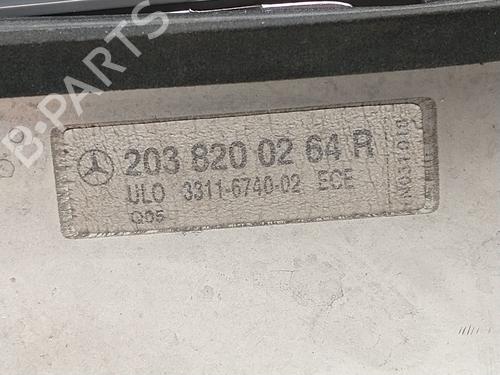 203 820 02 64 R
ULO 3311-6740-02 ECE
Q05
B-PARTS